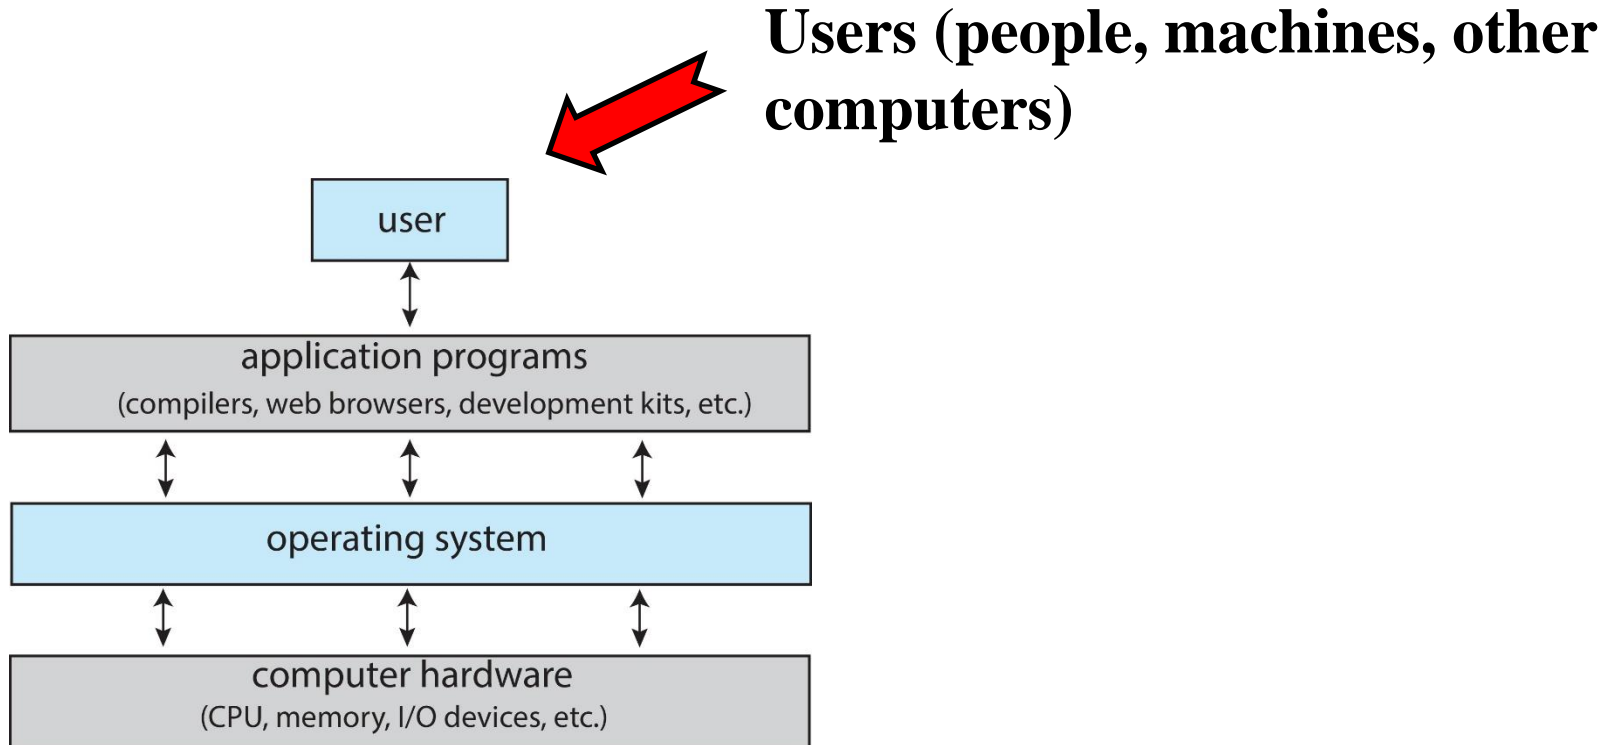 Users (people, machines, other
computers)
user
application programs
(compilers, web browsers, development kits, etc.)
operating system
computer hardware
(CPU, memory, I/O devices, etc.)